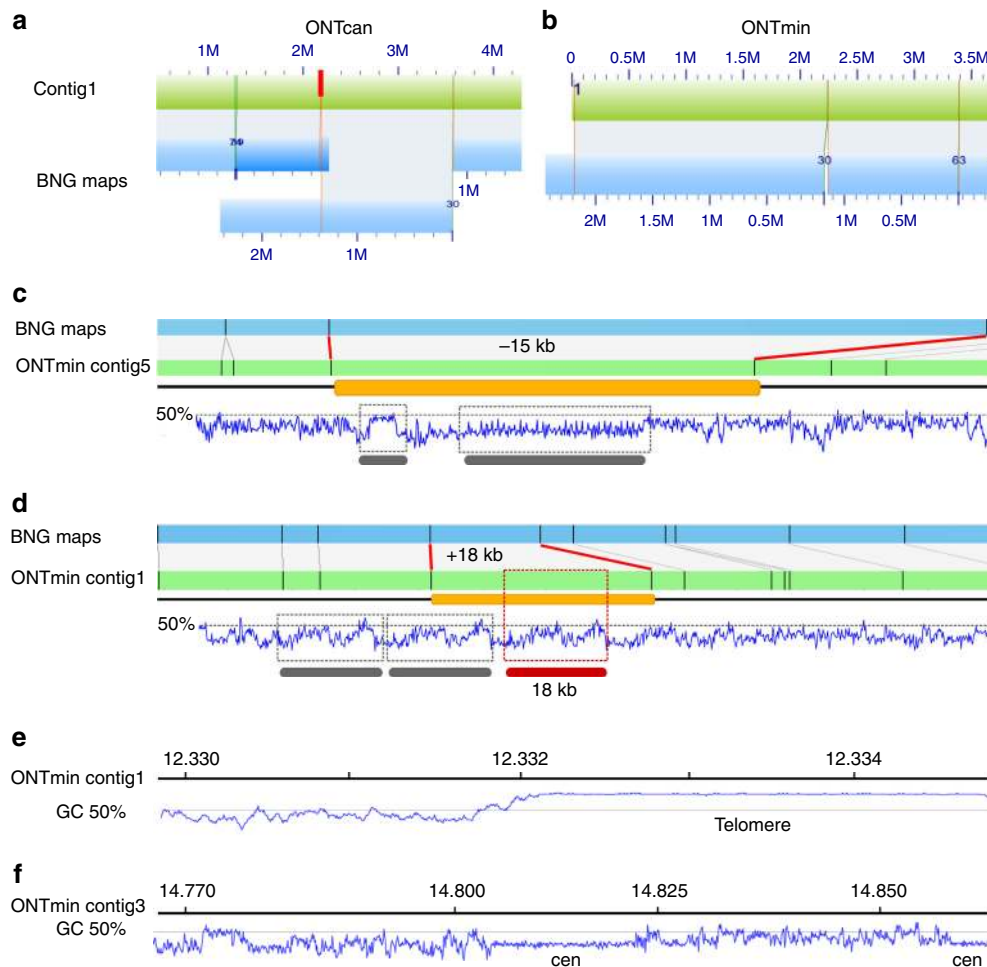 a
ONTcan
1M 2M 3M 4M
Contig1
BNG maps
1M
30
2M 1M
b
ONTmin
0 0.5M 1M 1.5M 2M 2.5M 3M 3.5M
1
30 63
2M 1.5M 1M 0.5M 1M 0.5M
c
BNG maps
–15 kb
ONTmin contig5
50%
d
BNG maps
+18 kb
ONTmin contig1
50%
18 kb
e
12.330 12.332 12.334
ONTmin contig1
GC 50%
Telomere
f
14.770 14.800 14.825 14.850
ONTmin contig3
GC 50%
cen cen